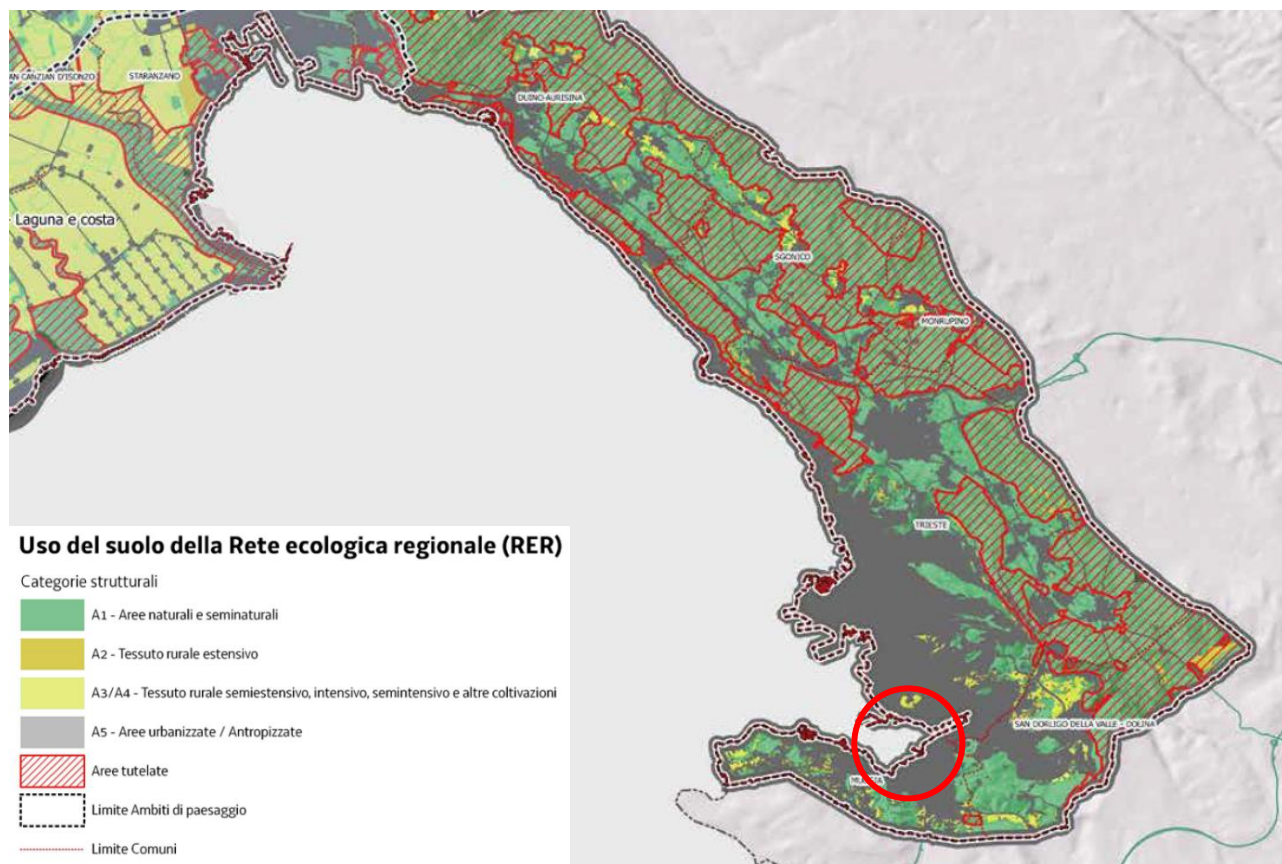 AN CANZIAN D'ISONZO
STARANZANO
DUINO-AURISINA
Laguna e costa
SGONICO
MONRUPINO
TRIESTE
SAN DORLIGO DELLA VALLE - DOLINA
Uso del suolo della Rete ecologica regionale (RER)
Categorie strutturali
A1 - Aree naturali e seminaturali
A2 - Tessuto rurale estensivo
A3/A4 - Tessuto rurale semiestensivo, intensivo, semintensivo e altre coltivazioni
A5 - Aree urbanizzate / Antropizzate
Aree tutelate
Limite Ambiti di paesaggio
Limite Comuni